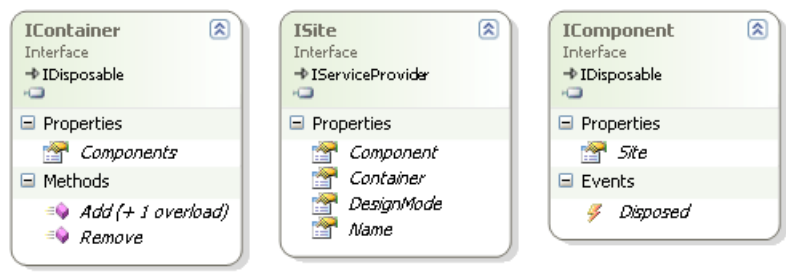 IContainer
Interface
IDisposable
Properties
Components
Methods
Add (+ 1 overload)
Remove
ISite
Interface
IServiceProvider
Properties
Component
Container
DesignMode
Name
IComponent
Interface
IDisposable
Properties
Site
Events
Disposed